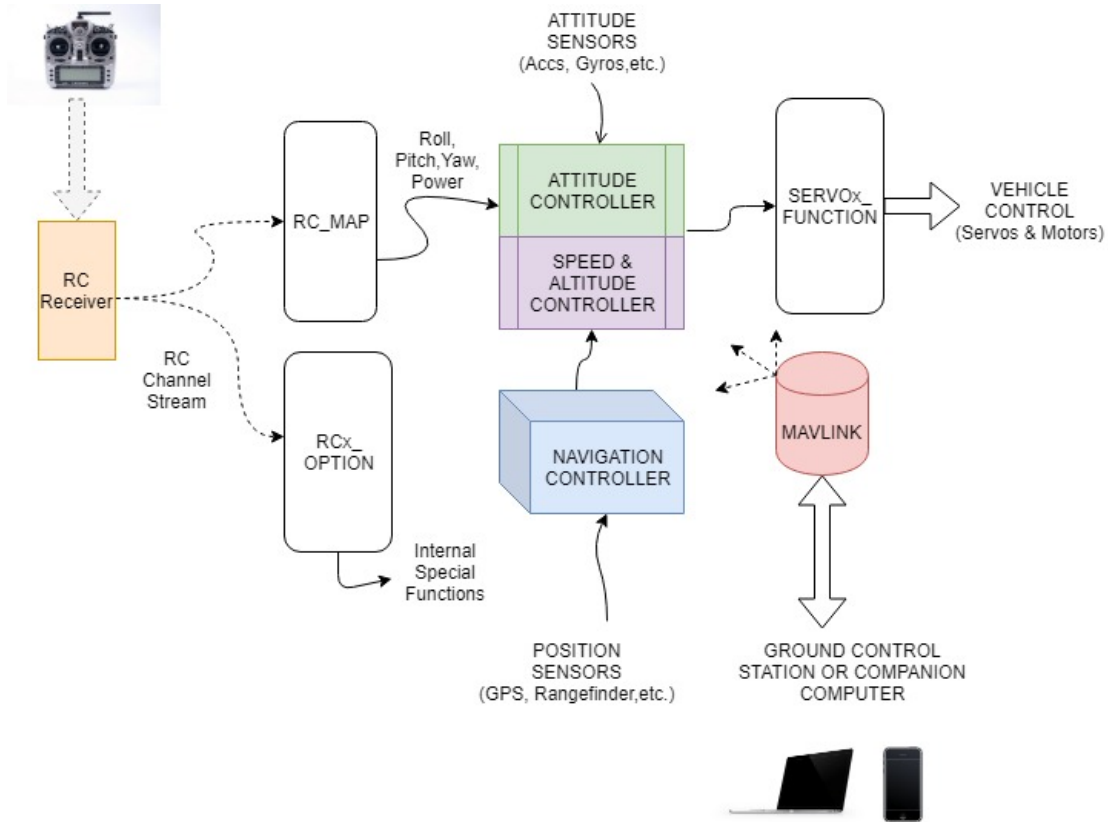 ATTITUDE
SENSORS
(Accs, Gyros,etc.)
Roll,
Pitch,Yaw,
Power
RC_MAP
ATTITUDE
CONTROLLER
SPEED &
ALTITUDE
CONTROLLER
SERVOx_
FUNCTION
VEHICLE
CONTROL
(Servos & Motors)
RC
Receiver
RC
Channel
Stream
RCx_
OPTION
Internal
Special
Functions
NAVIGATION
CONTROLLER
MAVLINK
POSITION
SENSORS
(GPS, Rangefinder,etc.)
GROUND CONTROL
STATION OR COMPANION
COMPUTER